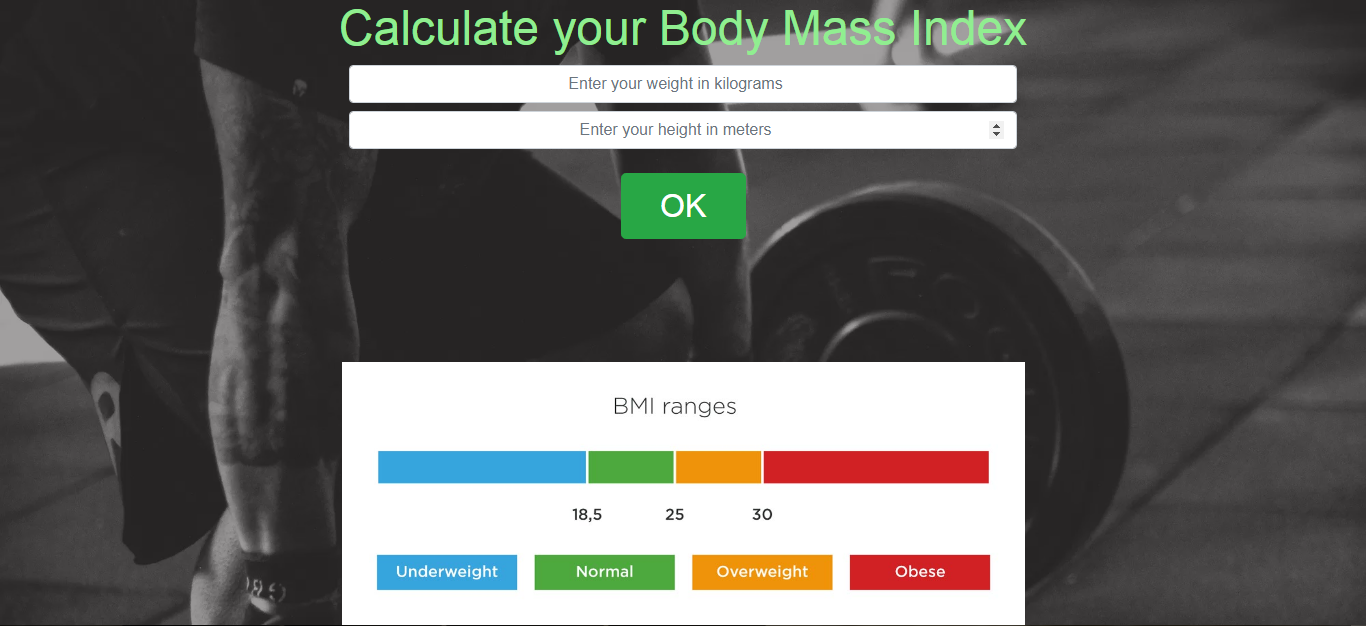 Calculate your Body Mass Index
Enter your weight in kilograms
Enter your height in meters
OK
BMI ranges
18,5 25 30
Underweight Normal Overweight Obese